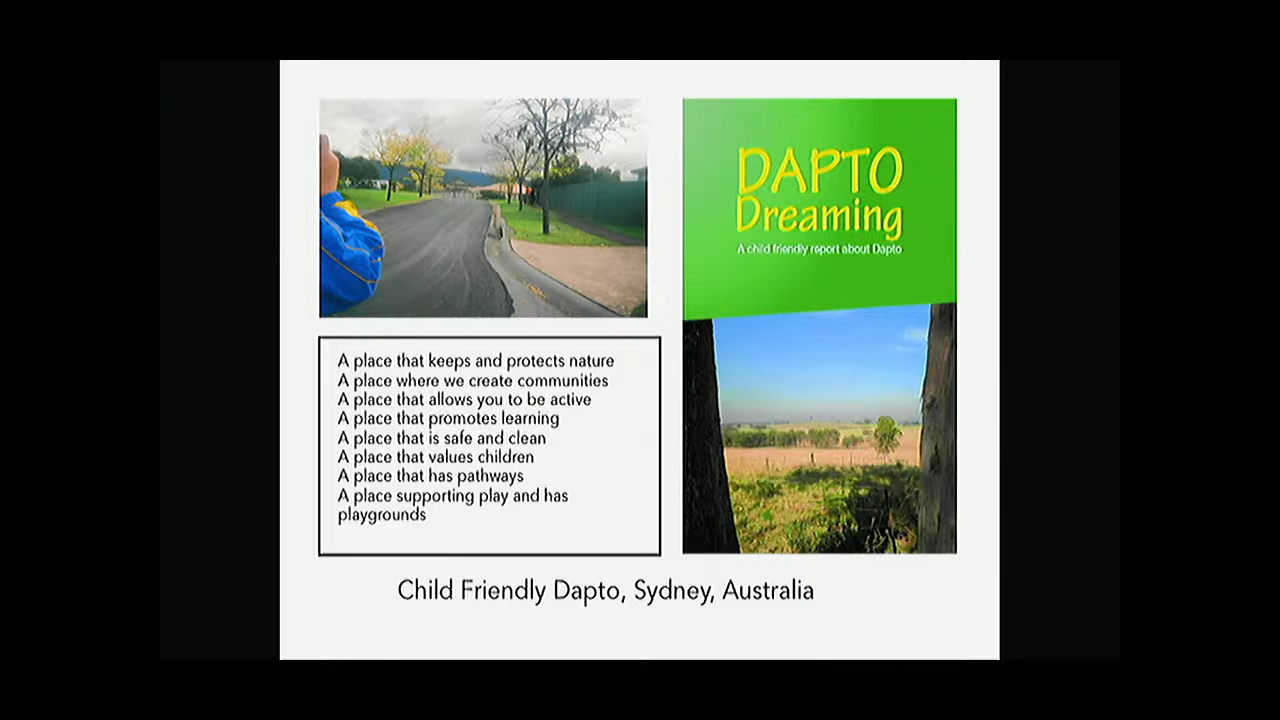 DAPTO
Dreaming
A child friendly report about Dapto
A place that keeps and protects nature
A place where we create communities
A place that allows you to be active
A place that promotes learning
A place that is safe and clean
A place that values children
A place that has pathways
A place supporting play and has
playgrounds
Child Friendly Dapto, Sydney, Australia